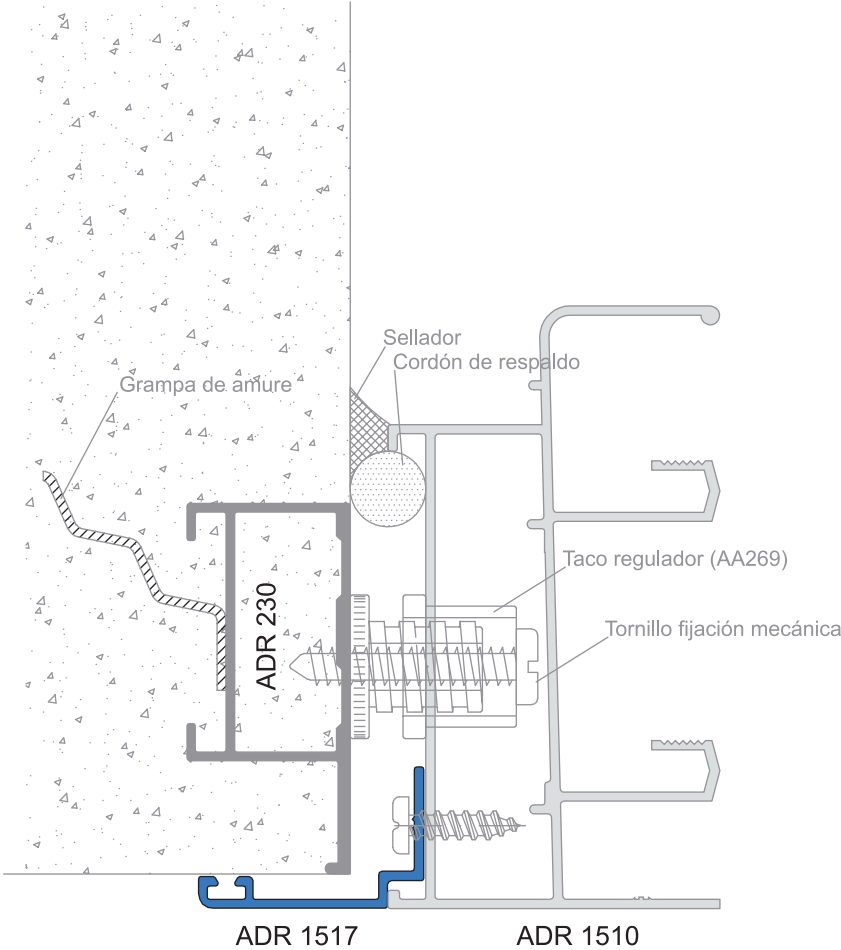 Sellador
Cordón de respaldo
Grampa de amure
Taco regulador (AA269)
ADR 230
Tornillo fijación mecánica
ADR 1517
ADR 1510